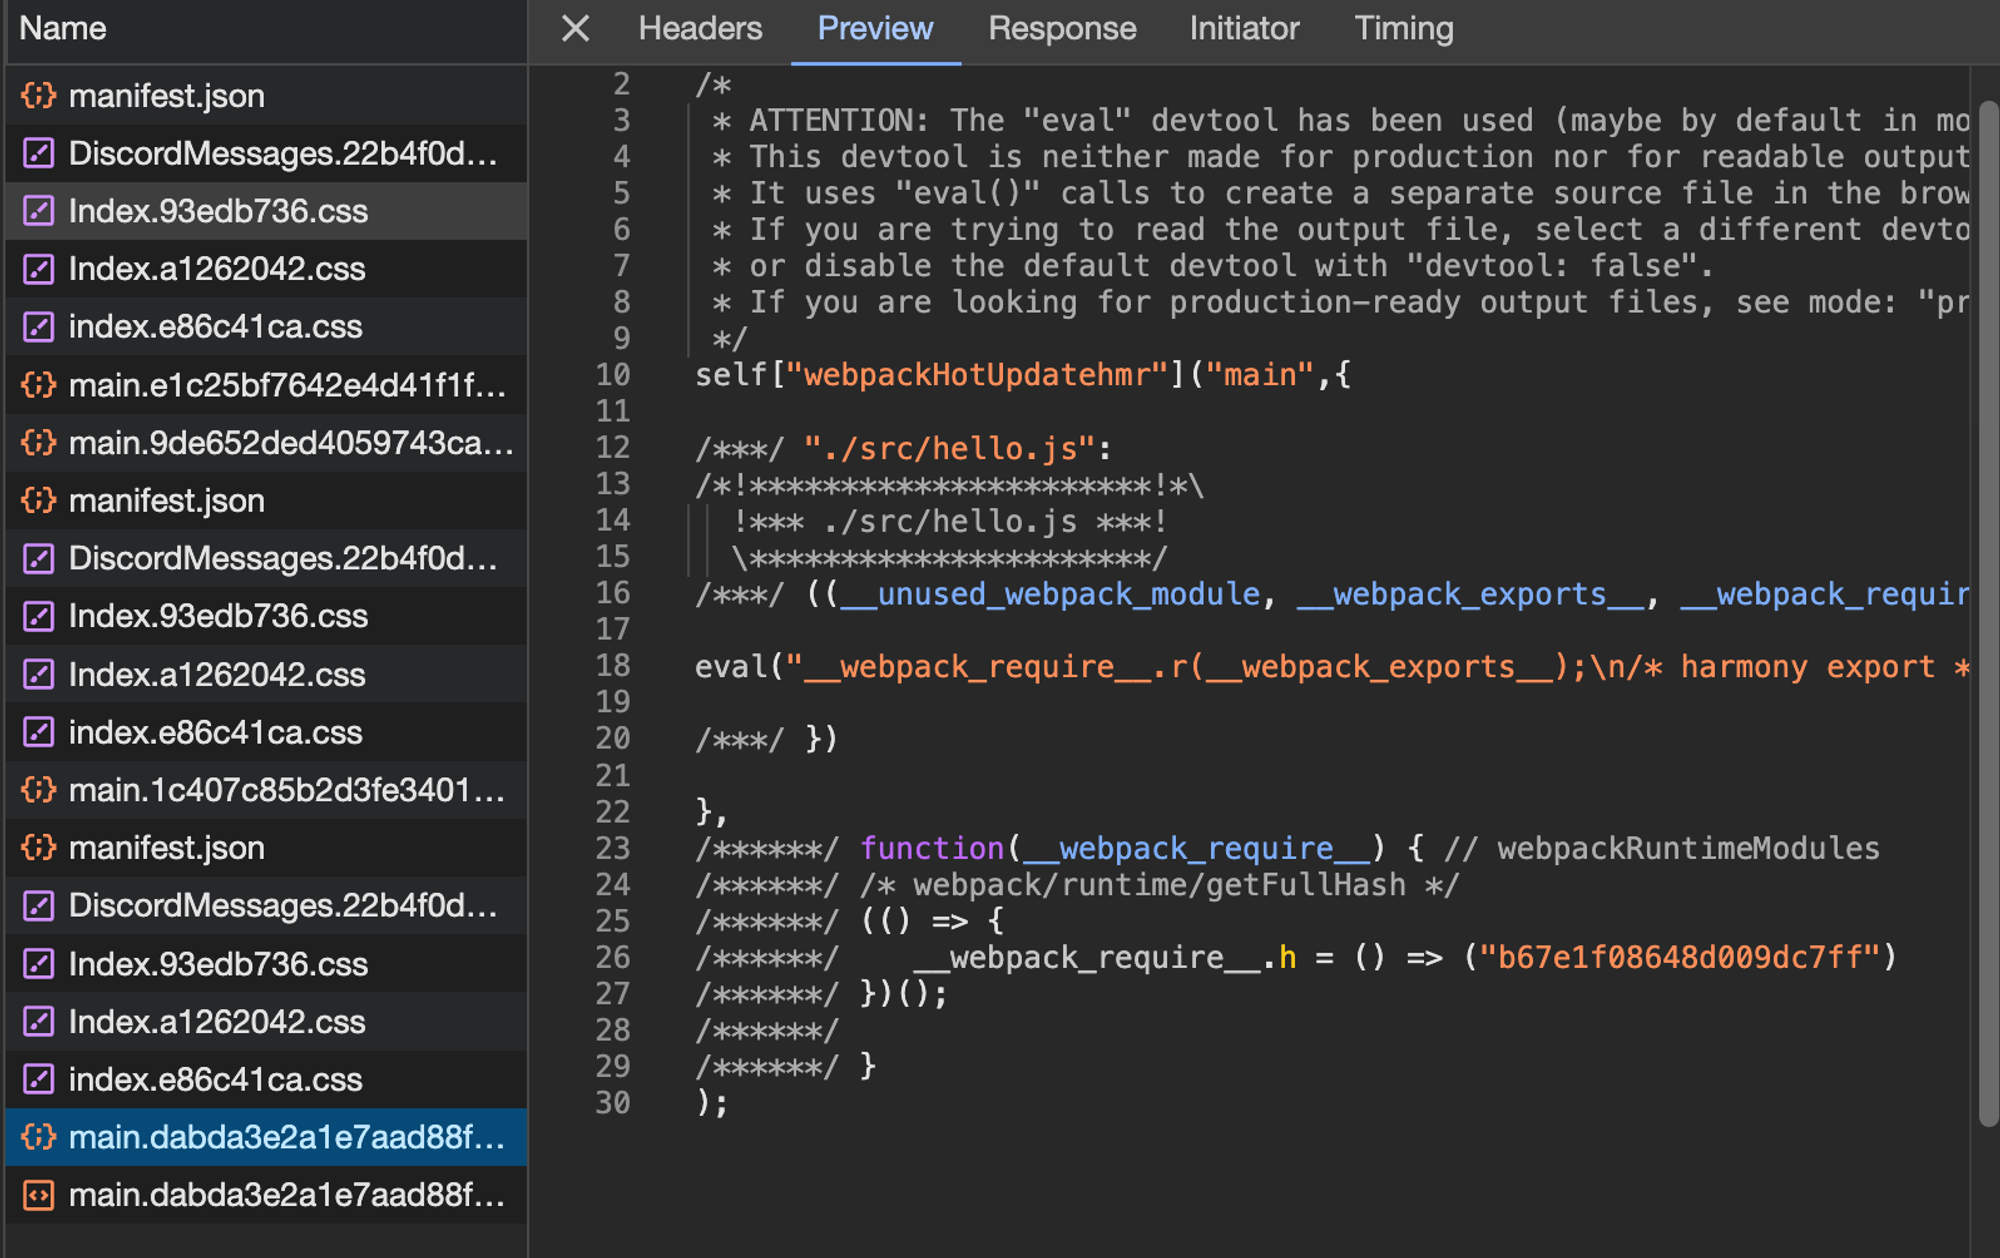 Name
manifest.json
DiscordMessages.22b4f0d...
Index.93edb736.css
Index.a1262042.css
index.e86c41ca.css
main.e1c25bf7642e4d41f1f...
main.9de652ded4059743ca...
manifest.json
DiscordMessages.22b4f0d...
Index.93edb736.css
Index.a1262042.css
index.e86c41ca.css
main.1c407c85b2d3fe3401...
manifest.json
DiscordMessages.22b4f0d...
Index.93edb736.css
Index.a1262042.css
index.e86c41ca.css
main.dabda3e2a1e7aad88f...
main.dabda3e2a1e7aad88f...
Headers Preview Response Initiator Timing
2 /*
3 * ATTENTION: The "eval" devtool has been used (maybe by default in mo
4 * This devtool is neither made for production nor for readable output
5 * It uses "eval()" calls to create a separate source file in the brow
6 * If you are trying to read the output file, select a different devto
7 * or disable the default devtool with "devtool: false".
8 * If you are looking for production-ready output files, see mode: "pr
9 */
10 self["webpackHotUpdatehmr"]("main",{
11
12 /***/ "./src/hello.js":
13 /*!**********************!*\
14 !*** ./src/hello.js ***!
15 \**********************/
16 /***/ ((__unused_webpack_module, __webpack_exports__, __webpack_requir
17
18 eval("__webpack_require__.r(__webpack_exports__);\n/* harmony export *
19
20 /***/ })
21
22 },
23 /******/ function(__webpack_require__) { // webpackRuntimeModules
24 /******/ /* webpack/runtime/getFullHash */
25 /******/ (() => {
26 /******/ __webpack_require__.h = () => ("b67e1f08648d009dc7ff")
27 /******/ })();
28 /******/
29 /******/ }
30 );